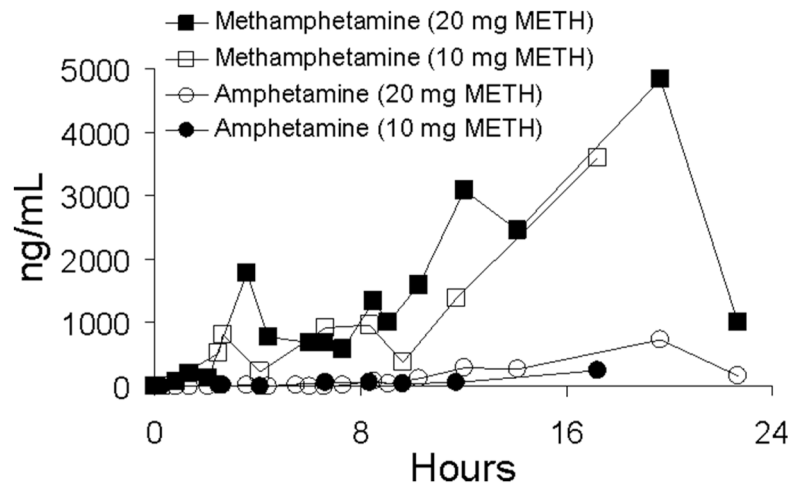 Methamphetamine (20 mg METH)
Methamphetamine (10 mg METH)
Amphetamine (20 mg METH)
Amphetamine (10 mg METH)
5000
4000
3000
2000
1000
0
ng/mL
0 8 16 24
Hours